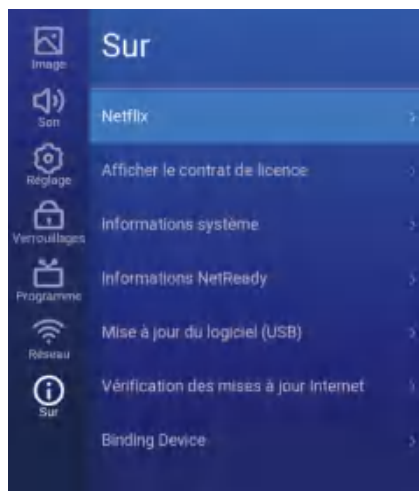 Sur
Image
Son
Réglage
Verrouillages
Programme
Réseau
Sur
Netflix
Afficher le contrat de licence
Informations système
Informations NetReady
Mise à jour du logiciel (USB)
Vérification des mises à jour Internet
Binding Device